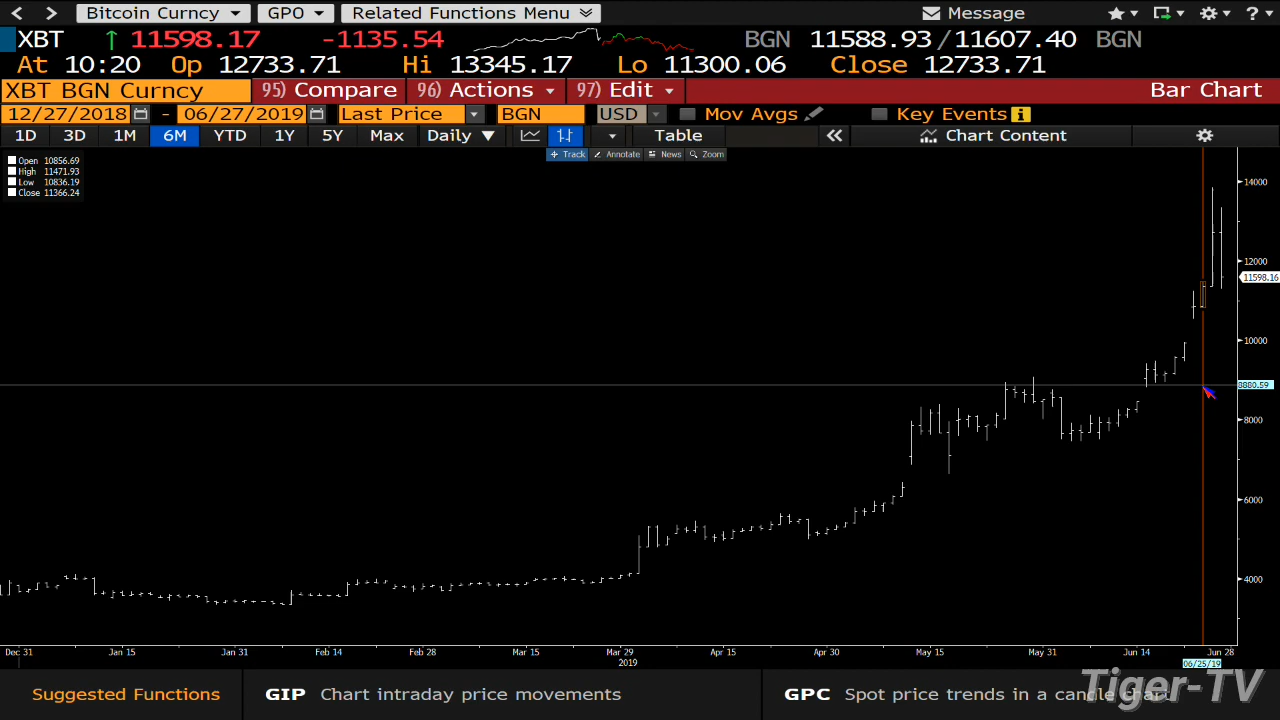 Bitcoin Curncy GPO Related Functions Menu Message ?
XBT 11598.17 -1135.54 BGN 11588.93/11607.40 BGN
At 10:20 Op 12733.71 Hi 13345.17 Lo 11300.06 Close 12733.71
XBT BGN Curncy 95) Compare 96) Actions 97) Edit Bar Chart
12/27/2018 - 06/27/2019 Last Price BGN USD Mov Avgs Key Events
1D 3D 1M 6M YTD 1Y 5Y Max Daily Table Chart Content
Track Annotate News Zoom
Open 10856.69
High 11471.93
Low 10836.19
Close 11366.24
14000
12000
11598.16
10000
8880.59
8000
6000
4000
Dec 31 Jan 15 Jan 31 Feb 14 Feb 28 Mar 15 Mar 29 Apr 15 Apr 30 May 15 May 31 Jun 14 Jun 28
2019 06/25/19
Suggested Functions GIP Chart intraday price movements GPC Spot price trends in a candle chart
Tiger-TV